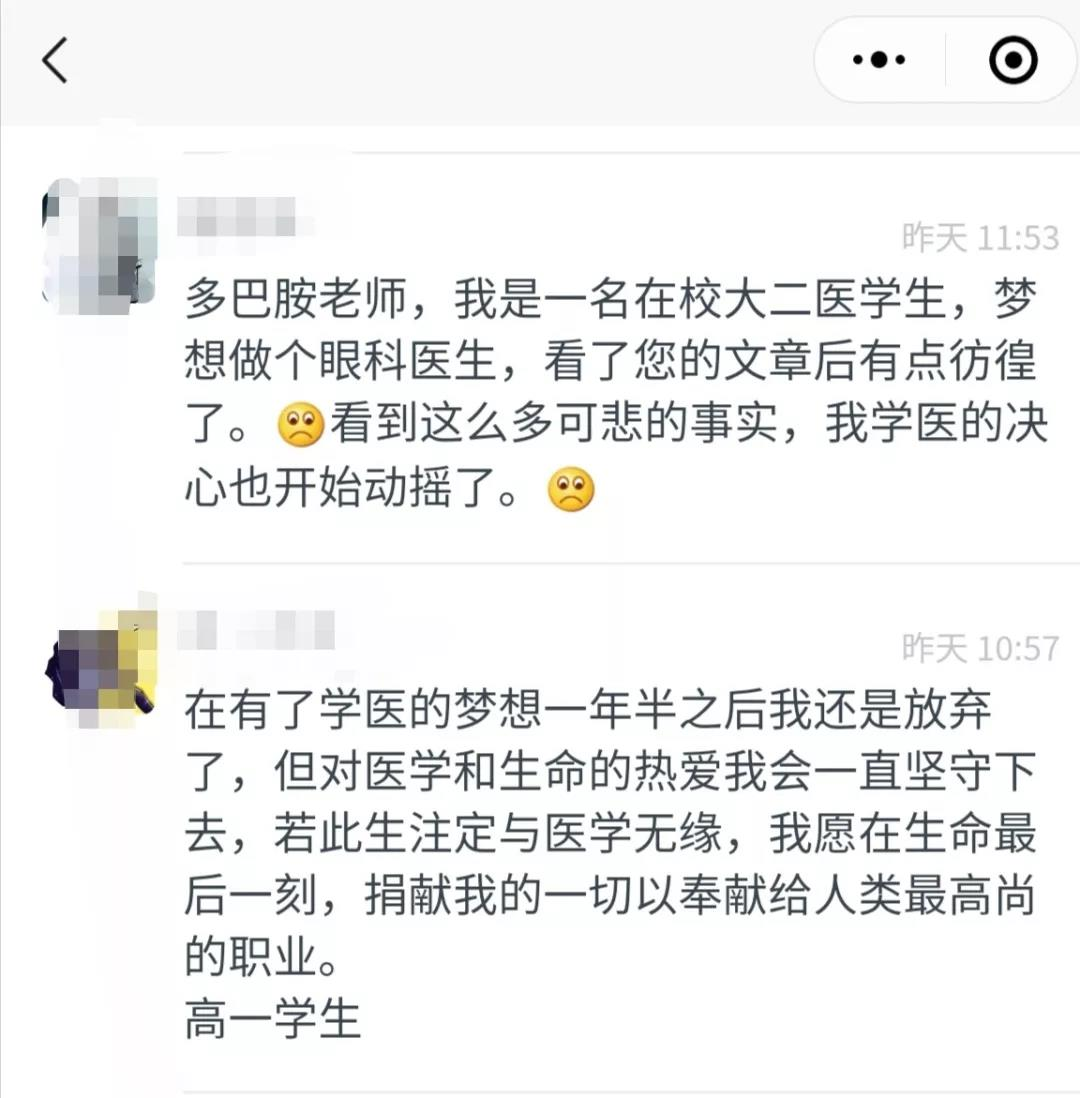 昨天 11:53
多巴胺老师，我是一名在校大二医学生，梦
想做个眼科医生，看了您的文章后有点彷徨
了。🙁看到这么多可悲的事实，我学医的决
心也开始动摇了。🙁
昨天 10:57
在有了学医的梦想一年半之后我还是放弃
了，但对医学和生命的热爱我会一直坚守下
去，若此生注定与医学无缘，我愿在生命最
后一刻，捐献我的一切以奉献给人类最高尚
的职业。
高一学生